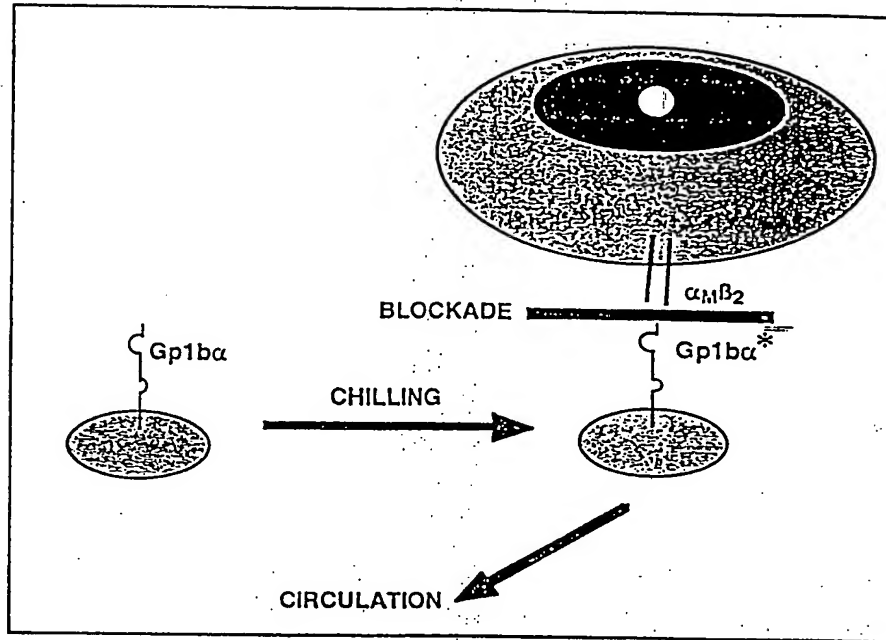 αMβ2
BLOCKADE
Gp1bα
Gp1bα*
CHILLING
CIRCULATION